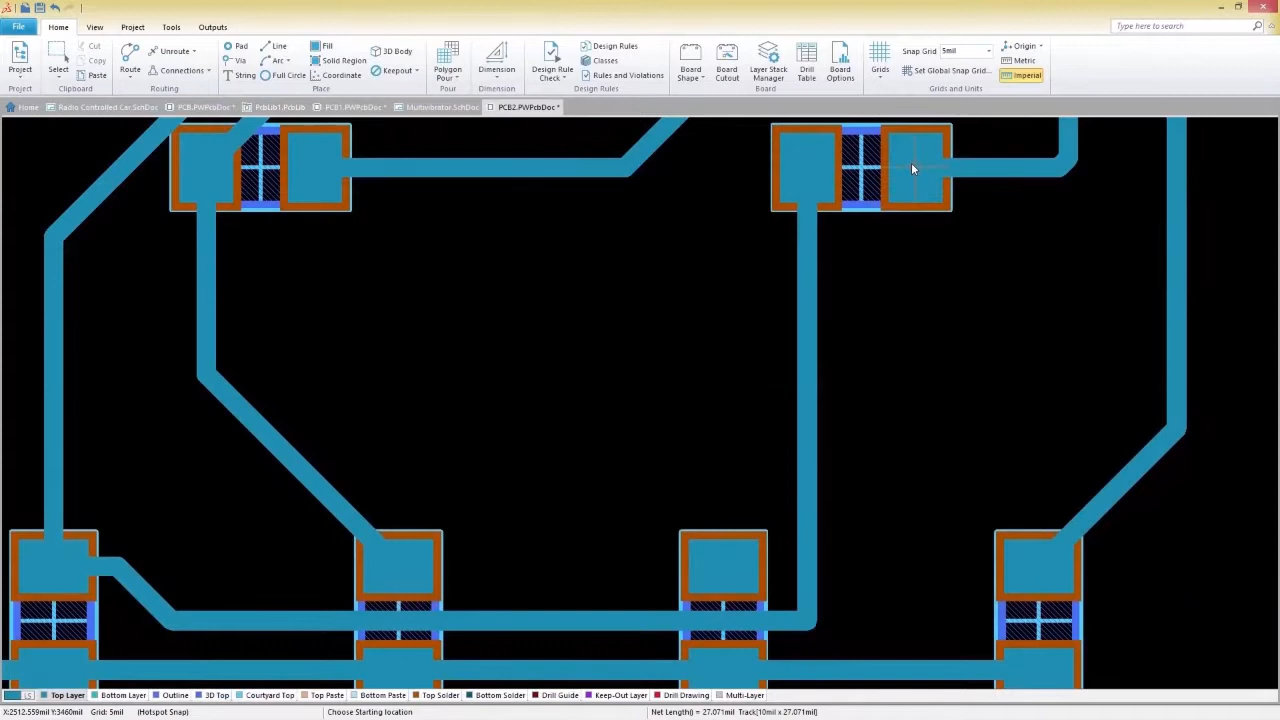 File Home View Project Tools Outputs
Type here to search
Project Select Cut Copy Paste Route Unroute Connections Pad Via String Line Arc Full Circ Fill Solid Region Coordinate 3D Body Keepout Polygon Pour Dimension Design Rule Check Design Rules Classes Rules and Violations Board Shape Board Cutout Layer Stack Manager Drill Table Board Options Grids Snap Grid 5mil Set Global Snap Grid... Origin Metric Imperial
Project Clipboard Routing Place Pour Dimension Design Rules Board Grids and Units
Home Radio Controlled Car.SchDoc PCB.PWPcbDoc * PcbLib1.PcbLib PCB1.PWPcbDoc * Multivibrator.SchDoc PCB2.PWPcbDoc *
LS Top Layer Bottom Layer Outline 3D Top Courtyard Top Top Paste Bottom Paste Top Solder Bottom Solder Drill Guide Keep-Out Layer Drill Drawing Multi-Layer
X:2512.559mil Y:3460mil Grid: 5mil (Hotspot Snap) Choose Starting location Net Length() = 27.071mil Track[10mil x 27.071mil]